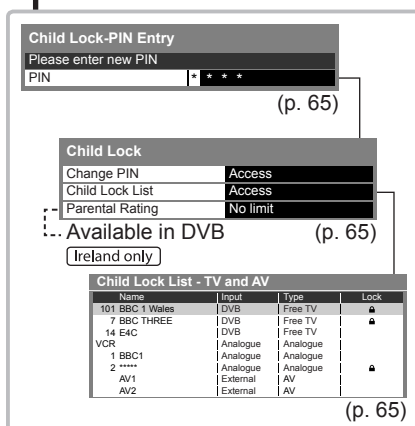 Child Lock-PIN Entry
Please enter new PIN
PIN * * * *
(p. 65)
Child Lock
Change PIN Access
Child Lock List Access
Parental Rating No limit
Available in DVB (p. 65)
Ireland only
Child Lock List - TV and AV
Name Input Type Lock
101 BBC 1 Wales DVB Free TV
7 BBC THREE DVB Free TV
14 E4C DVB Free TV
VCR Analogue Analogue
1 BBC1 Analogue Analogue
2 ***** Analogue Analogue
AV1 External AV
AV2 External AV
(p. 65)